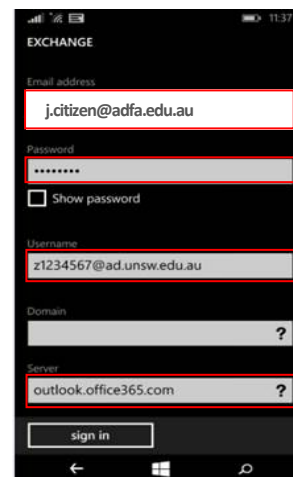 11:37
EXCHANGE
Email address
j.citizen@adfa.edu.au
Password
••••••••
Show password
Username
z1234567@ad.unsw.edu.au
Domain
?
Server
outlook.office365.com ?
sign in